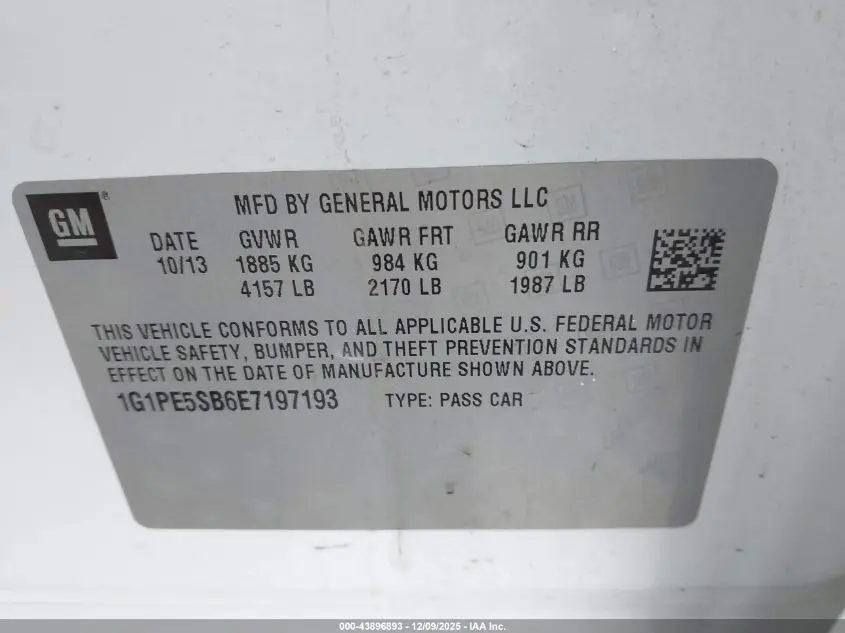 GM®
MFD BY GENERAL MOTORS LLC
DATE GVWR GAWR FRT GAWR RR
10/13 1885 KG 984 KG 901 KG
4157 LB 2170 LB 1987 LB
THIS VEHICLE CONFORMS TO ALL APPLICABLE U.S. FEDERAL MOTOR
VEHICLE SAFETY, BUMPER, AND THEFT PREVENTION STANDARDS IN
EFFECT ON THE DATE OF MANUFACTURE SHOWN ABOVE.
1G1PE5SB6E7197193 TYPE: PASS CAR
000-43896893 - 12/09/2025 - IAA Inc.